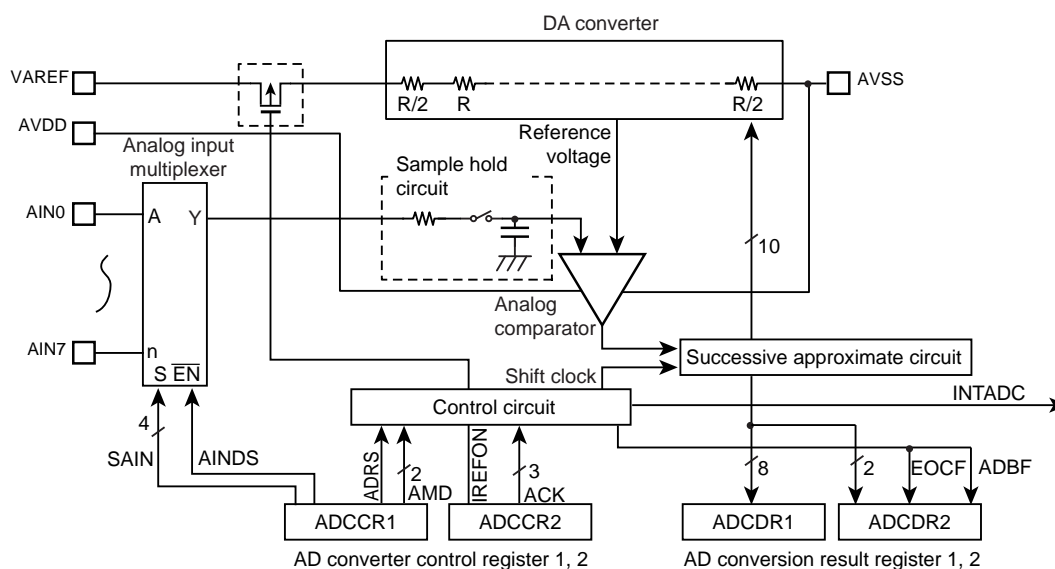 DA converter
VAREF
R/2
R
R/2
AVSS
AVDD
Analog input
multiplexer
Reference
voltage
Sample hold
circuit
AIN0
A
Y
10
Analog
comparator
AIN7
n
S EN
Successive approximate circuit
Shift clock
Control circuit
INTADC
4
SAIN
AINDS
ADRS
2
AMD
IREFON
3
ACK
8
2
EOCF
ADBF
ADCCR1
ADCCR2
ADCDR1
ADCDR2
AD converter control register 1, 2
AD conversion result register 1, 2